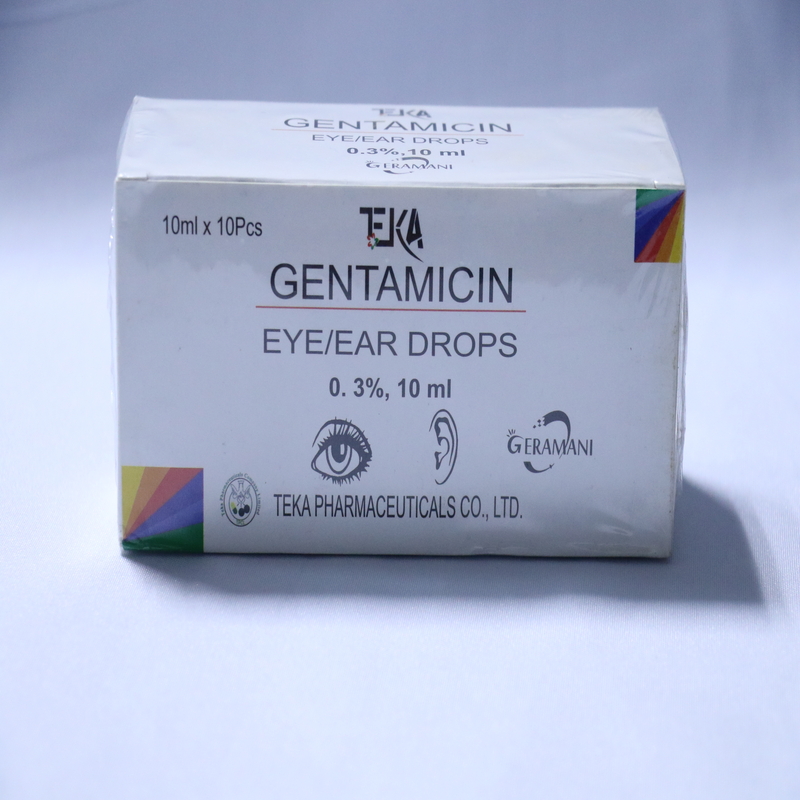 TEKA
GENTAMICIN
EYE/EAR DROPS
0.3%,10 ml
GERAMANI
10ml x 10Pcs
TEKA
GENTAMICIN
EYE/EAR DROPS
0. 3%, 10 ml
GERAMANI
TEKA PHARMACEUTICALS CO., LTD.